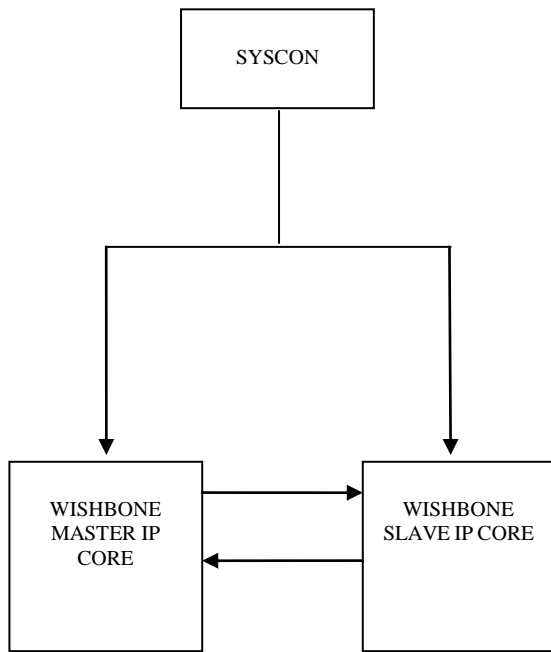 SYSCON
WISHBONE
MASTER IP
CORE
WISHBONE
SLAVE IP CORE